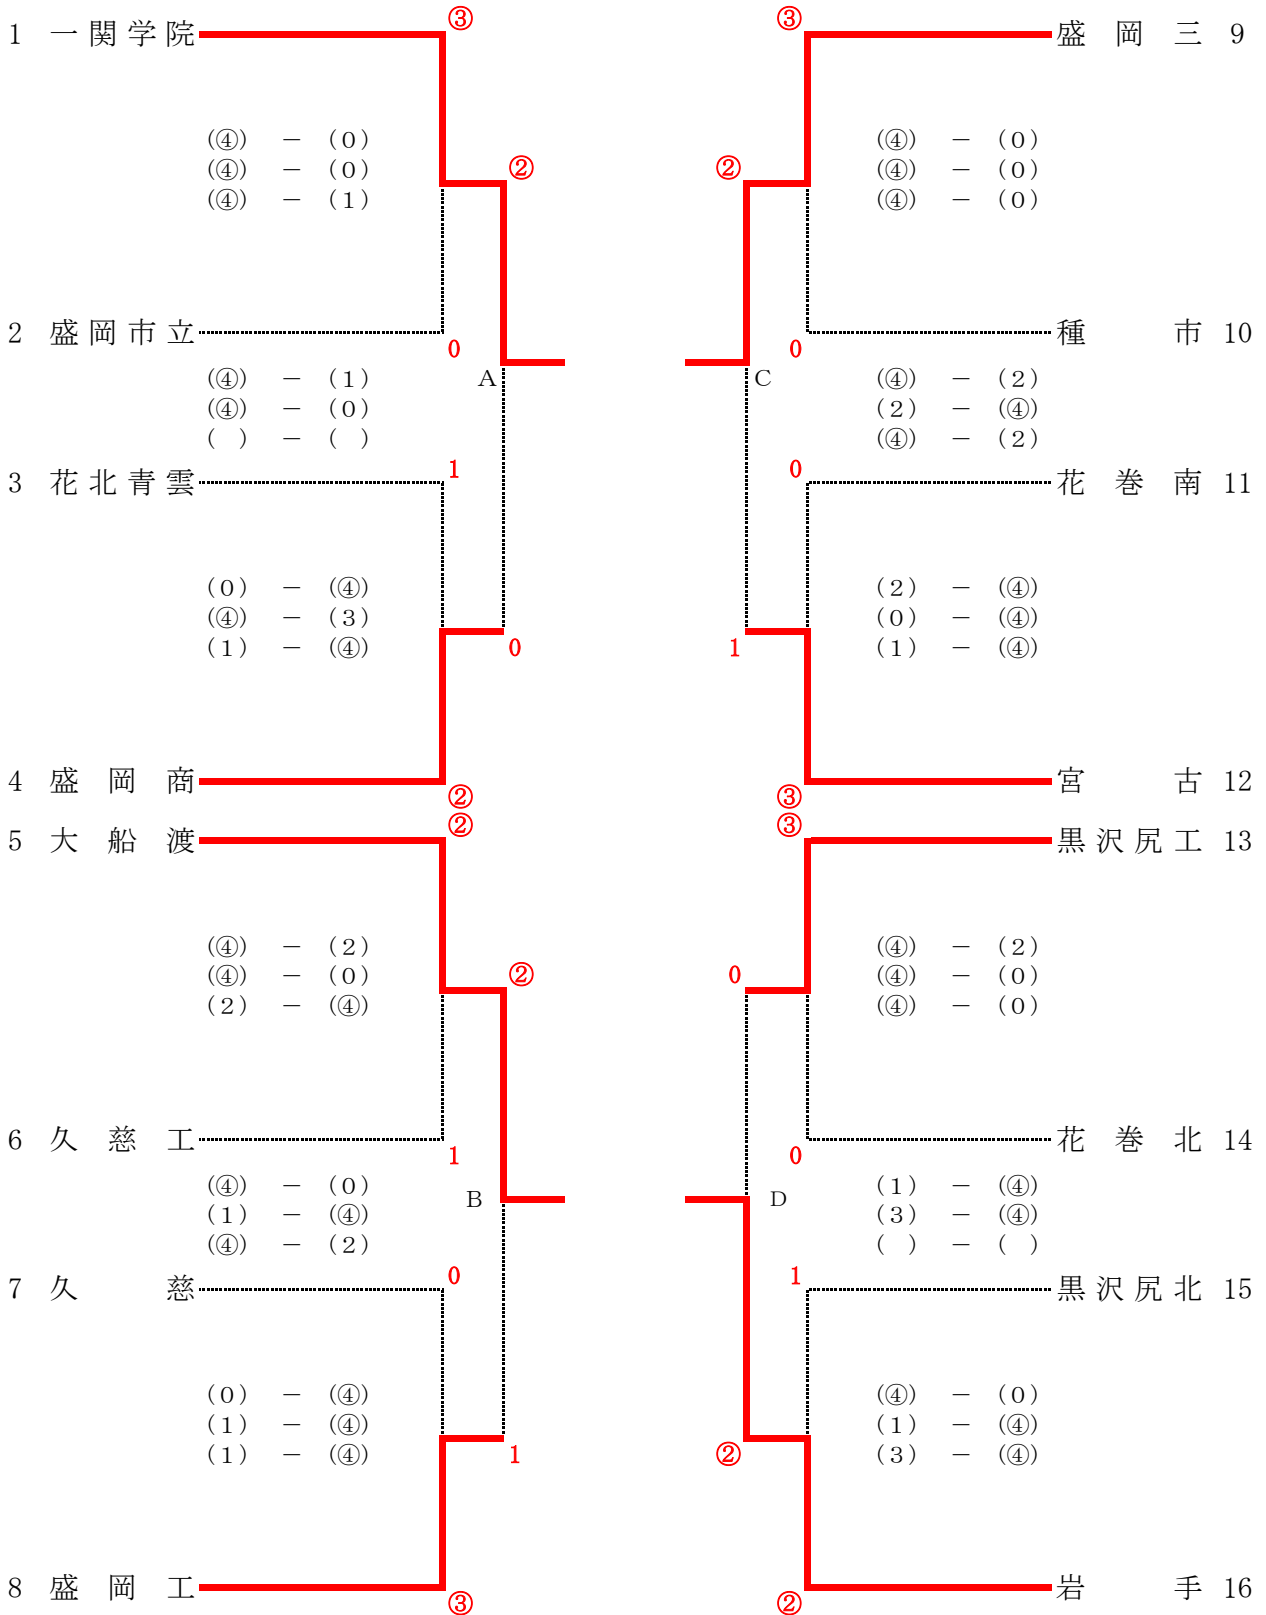 ③ ③
1 一関学院 盛岡三 9
(④) － (0) (④) － (0)
② ②
(④) － (0) (④) － (0)
(④) － (1) (④) － (0)
2 盛岡市立 種市 10
0 0
(④) － (1) A C (④) － (2)
(④) － (0) (2) － (④)
( ) － ( ) (④) － (2)
1 0
3 花北青雲 花巻南 11
(0) － (④) (2) － (④)
(④) － (3) (0) － (④)
(1) － (④) 0 1 (1) － (④)
4 盛岡商 宮古 12
② ③
② ③
5 大船渡 黒沢尻工 13
(④) － (2) (④) － (2)
(④) － (0) ② 0 (④) － (0)
(2) － (④) (④) － (0)
6 久慈工 花巻北 14
1 0
(④) － (0) B D (1) － (④)
(1) － (④) (3) － (④)
(④) － (2) ( ) － ( )
0 1
7 久慈 黒沢尻北 15
(0) － (④) (④) － (0)
(1) － (④) (1) － (④)
(1) － (④) 1 ② (3) － (④)
8 盛岡工 岩手 16
③ ②